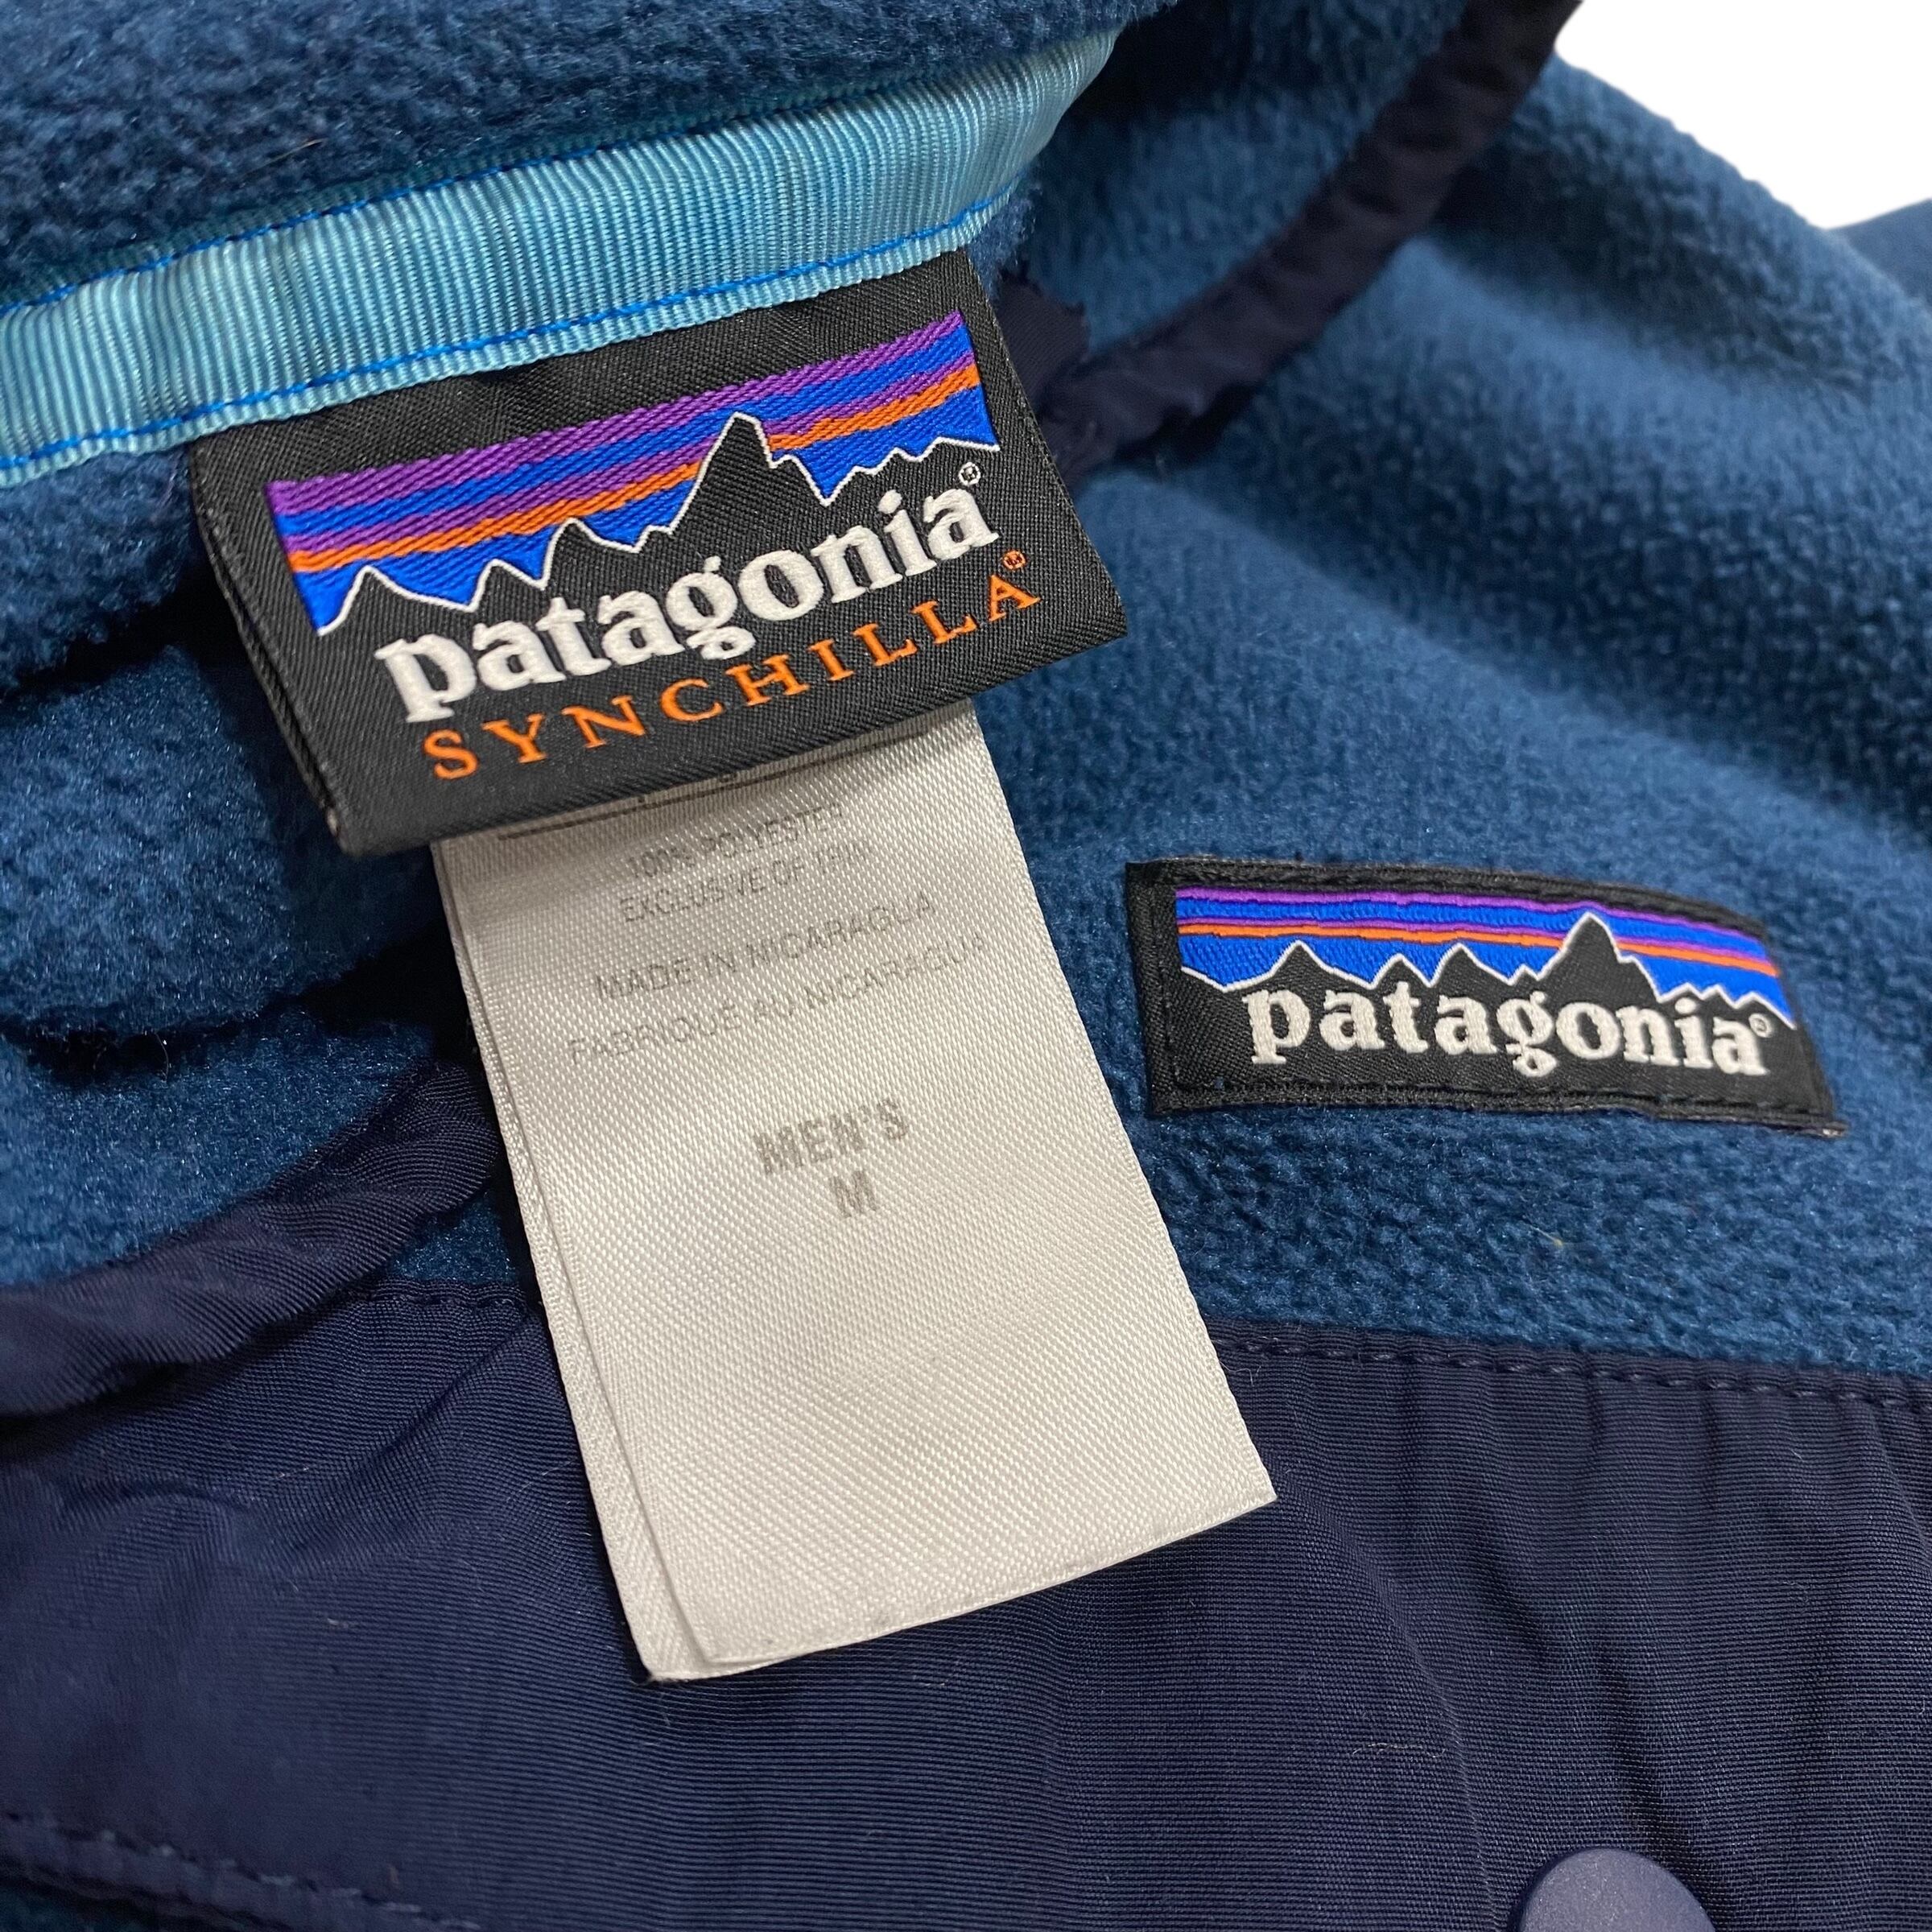 patagonia®
SYNCHILLA®
100% POLYESTER
EXCLUSIVE OF TRIM
MADE IN NICARAGUA
FABRIQUÉ AU NICARAGUA
MEN'S
M
patagonia®